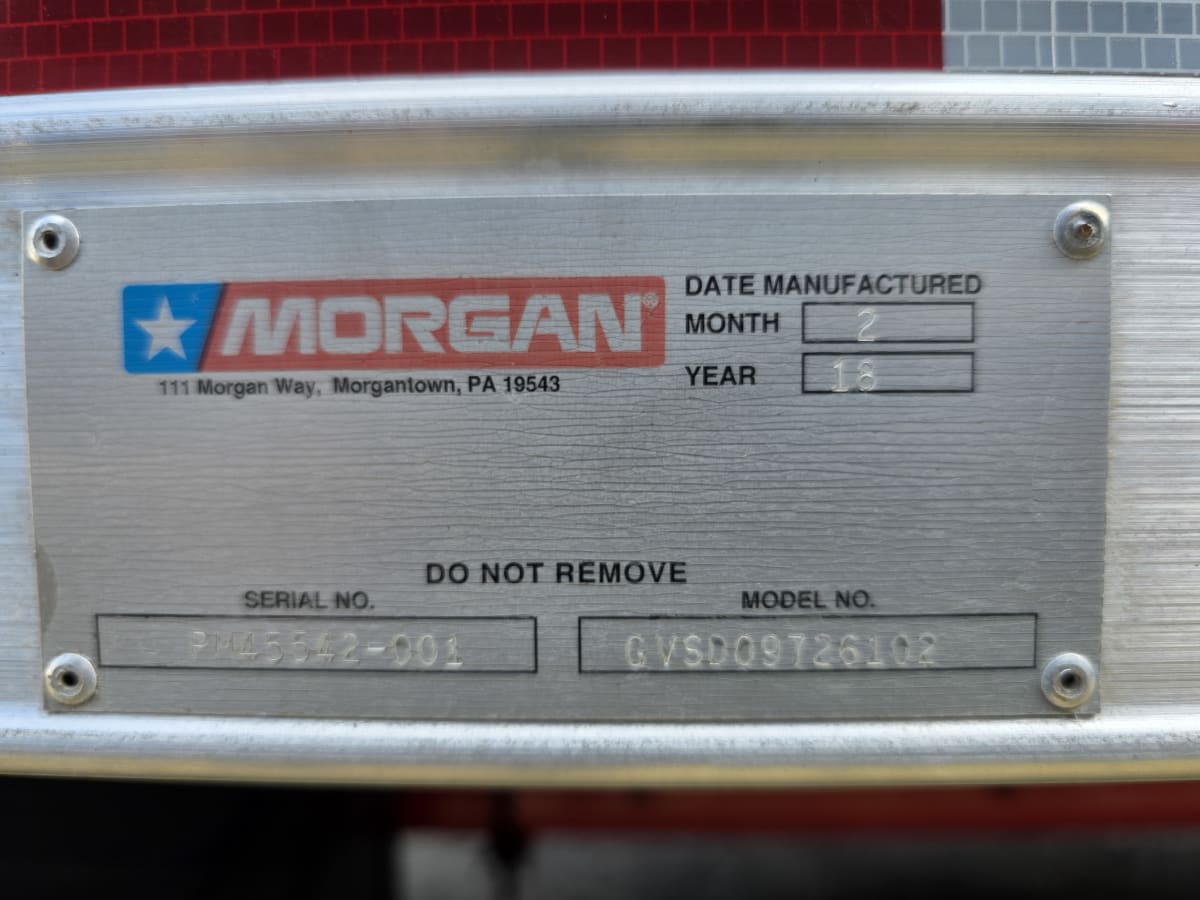 MORGAN®
111 Morgan Way, Morgantown, PA 19543
DATE MANUFACTURED
MONTH 2
YEAR 18
DO NOT REMOVE
SERIAL NO.
PM45542-001
MODEL NO.
GVSD09726102